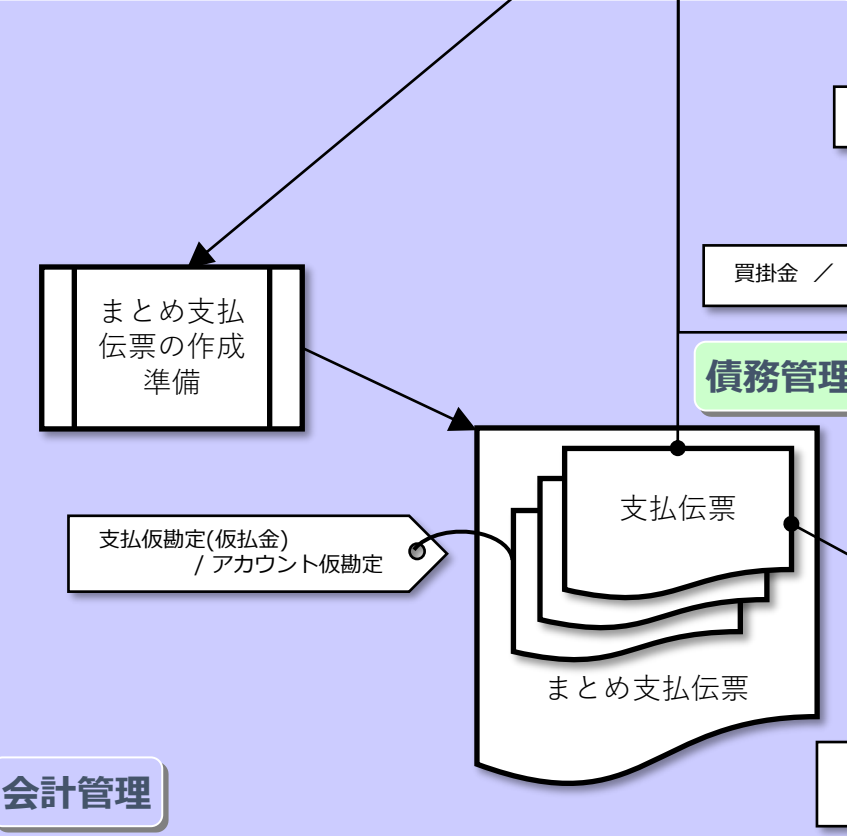 まとめ支払
伝票の作成
準備
買掛金 ／
債務管理
支払伝票
支払仮勘定(仮払金)
/ アカウント仮勘定
まとめ支払伝票
会計管理